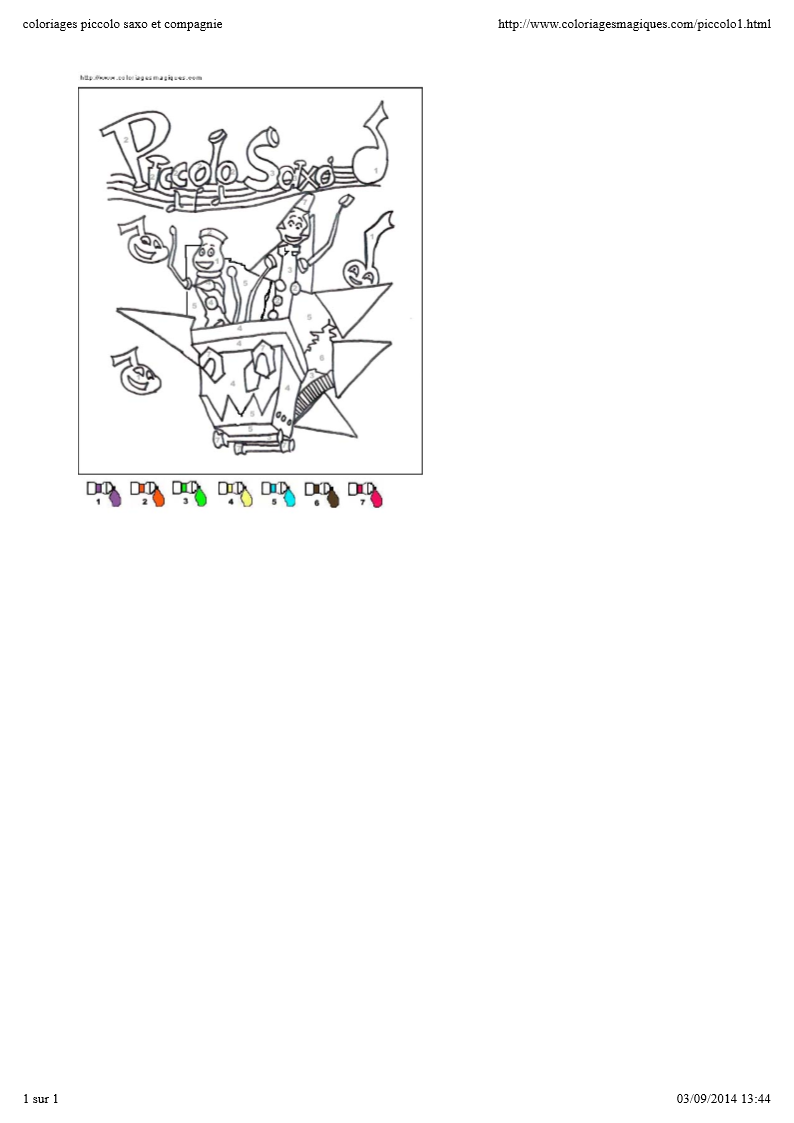 coloriages piccolo saxo et compagnie
http://www.coloriagesmagiques.com/piccolo1.html
http://www.coloriagesmagiques.com
Piccolo Saxo
1 2 3 4 5 6 7
1 sur 1
03/09/2014 13:44